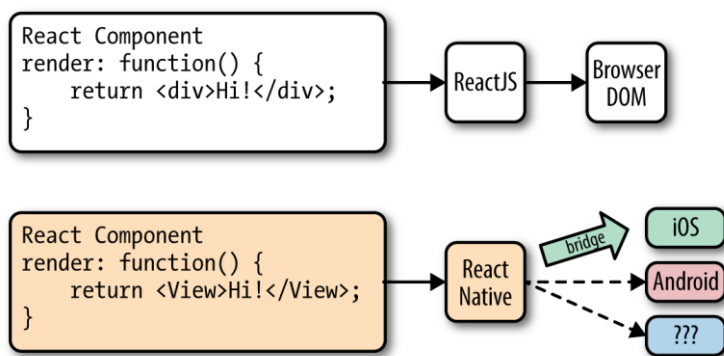 React Component
render: function() {
    return <div>Hi!</div>;
}
ReactJS
Browser
DOM
React Component
render: function() {
    return <View>Hi!</View>;
}
React
Native
bridge
iOS
Android
???